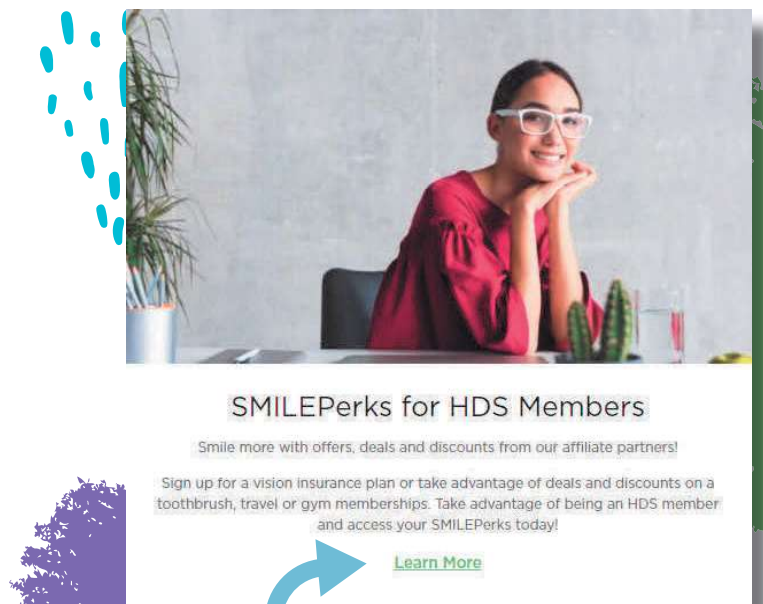 SMILEPerks for HDS Members
Smile more with offers, deals and discounts from our affiliate partners!
Sign up for a vision insurance plan or take advantage of deals and discounts on a
toothbrush, travel or gym memberships. Take advantage of being an HDS member
and access your SMILEPerks today!
Learn More